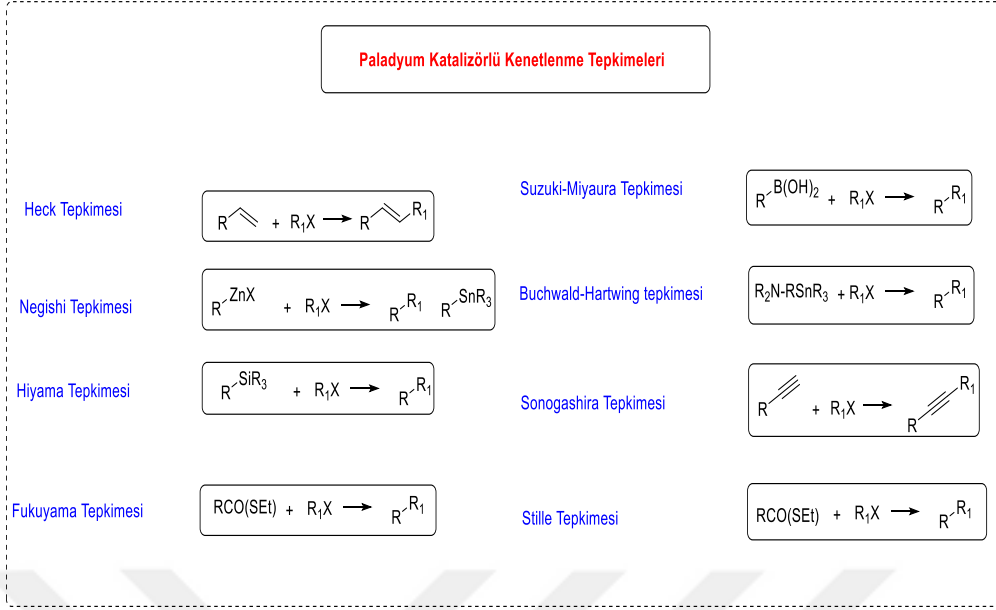 Paladyum Katalizörlü Kenetlenme Tepkimeleri
Heck Tepkimesi
R + R1X R R1
Negishi Tepkimesi
R ZnX + R1X R R1 R SnR3
Hiyama Tepkimesi
R SiR3 + R1X R R1
Fukuyama Tepkimesi
RCO(SEt) + R1X R R1
Suzuki-Miyaura Tepkimesi
R B(OH)2 + R1X R R1
Buchwald-Hartwing tepkimesi
R2N-RSnR3 + R1X R R1
Sonogashira Tepkimesi
R + R1X R R1
Stille Tepkimesi
RCO(SEt) + R1X R R1